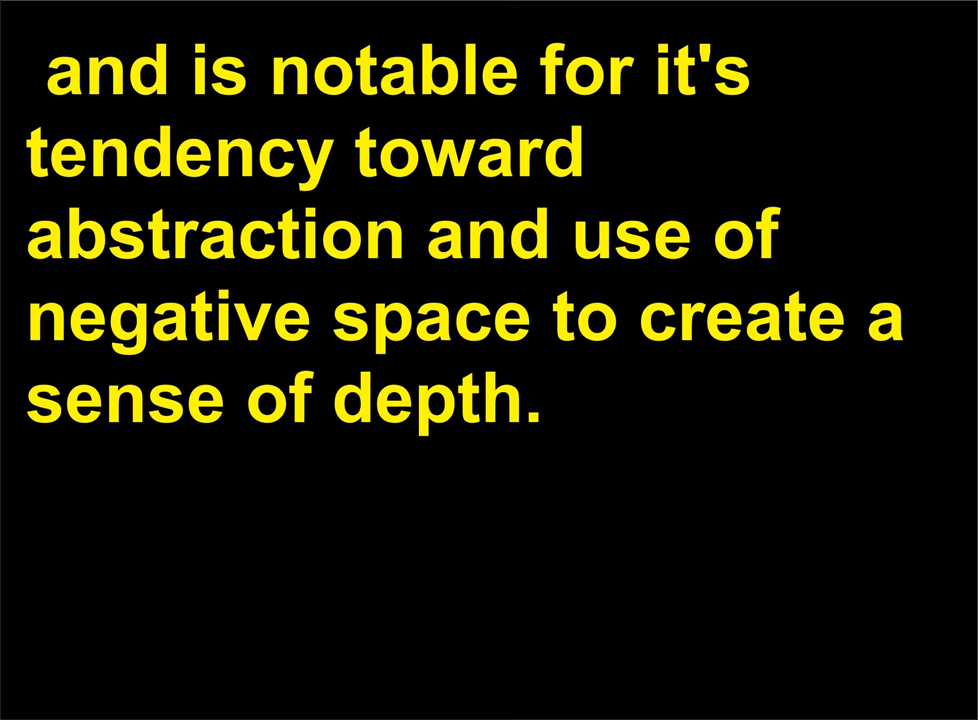 and is notable for it's
tendency toward
abstraction and use of
negative space to create a
sense of depth.